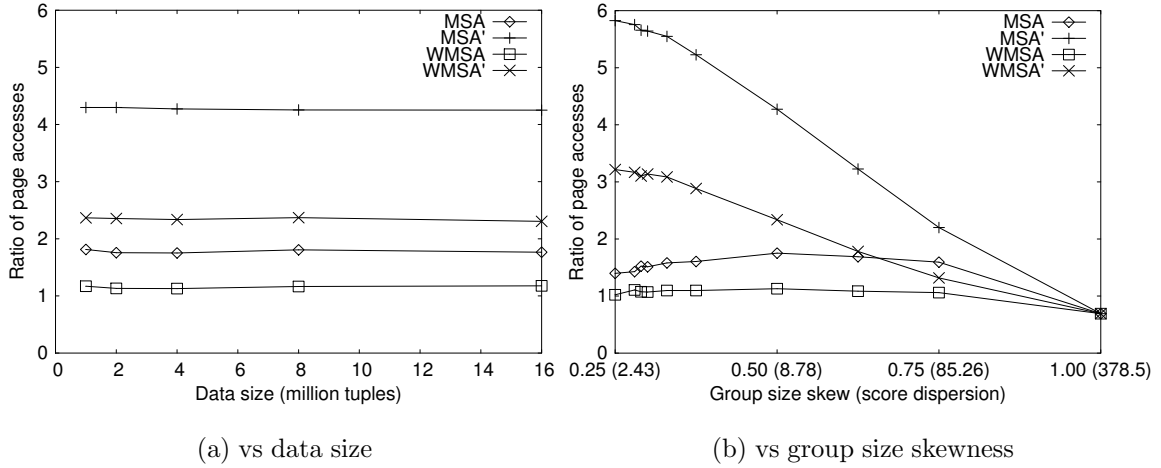 6
5
4
3
2
1
0
Ratio of page accesses
MSA
MSA'
WMSA
WMSA'
0 2 4 6 8 10 12 14 16
Data size (million tuples)
(a) vs data size
6
5
4
3
2
1
0
Ratio of page accesses
MSA
MSA'
WMSA
WMSA'
0.25 (2.43) 0.50 (8.78) 0.75 (85.26) 1.00 (378.5)
Group size skew (score dispersion)
(b) vs group size skewness